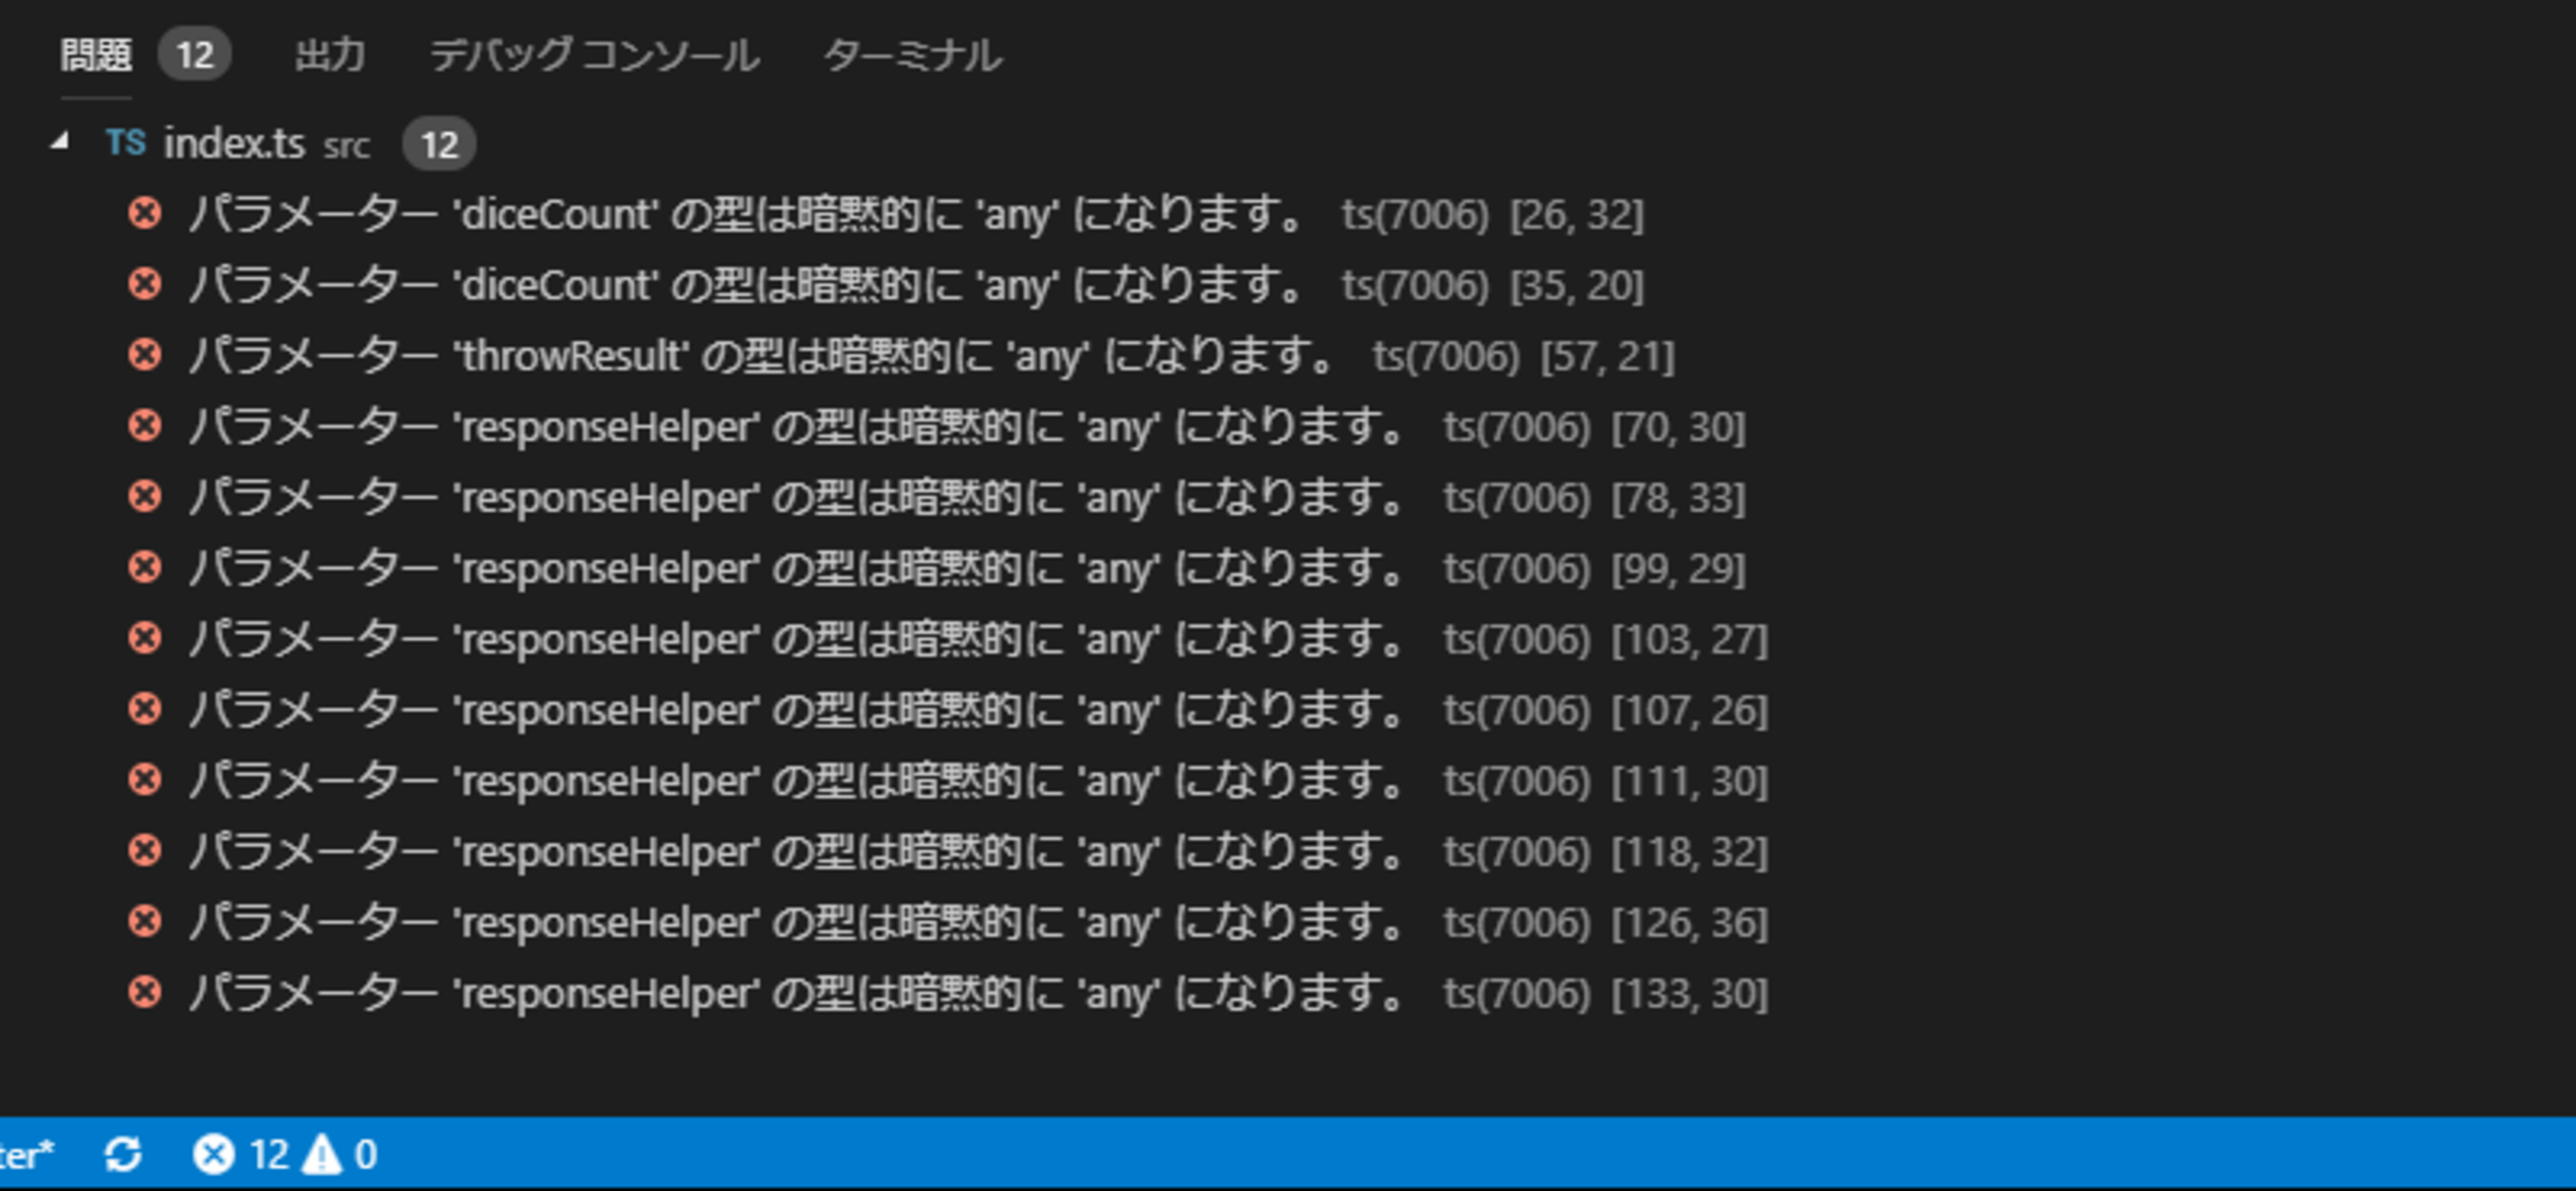 問題 12 出力 デバッグ コンソール ターミナル
TS index.ts src 12
パラメーター 'diceCount' の型は暗黙的に 'any' になります。 ts(7006) [26, 32]
パラメーター 'diceCount' の型は暗黙的に 'any' になります。 ts(7006) [35, 20]
パラメーター 'throwResult' の型は暗黙的に 'any' になります。 ts(7006) [57, 21]
パラメーター 'responseHelper' の型は暗黙的に 'any' になります。 ts(7006) [70, 30]
パラメーター 'responseHelper' の型は暗黙的に 'any' になります。 ts(7006) [78, 33]
パラメーター 'responseHelper' の型は暗黙的に 'any' になります。 ts(7006) [99, 29]
パラメーター 'responseHelper' の型は暗黙的に 'any' になります。 ts(7006) [103, 27]
パラメーター 'responseHelper' の型は暗黙的に 'any' になります。 ts(7006) [107, 26]
パラメーター 'responseHelper' の型は暗黙的に 'any' になります。 ts(7006) [111, 30]
パラメーター 'responseHelper' の型は暗黙的に 'any' になります。 ts(7006) [118, 32]
パラメーター 'responseHelper' の型は暗黙的に 'any' になります。 ts(7006) [126, 36]
パラメーター 'responseHelper' の型は暗黙的に 'any' になります。 ts(7006) [133, 30]
ter* 12 0